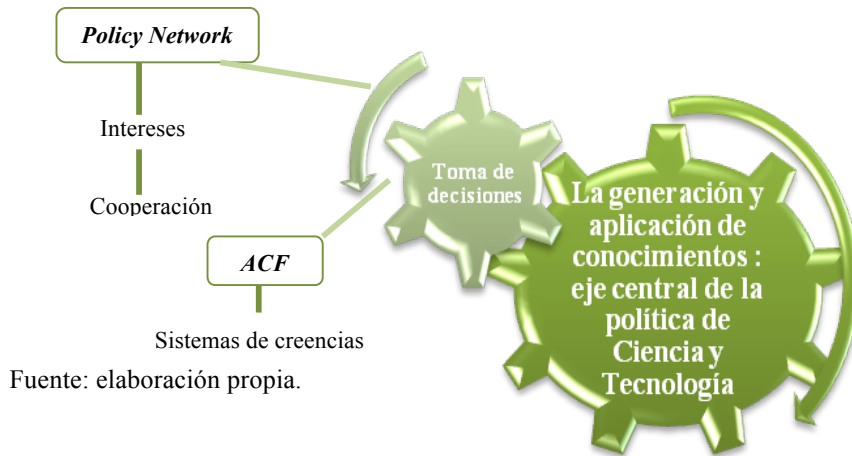 Policy Network
Intereses
Cooperación
ACF
Sistemas de creencias
Fuente: elaboración propia.
Toma de
decisiones
La generación y
aplicación de
conocimientos :
eje central de la
política de
Ciencia y
Tecnología